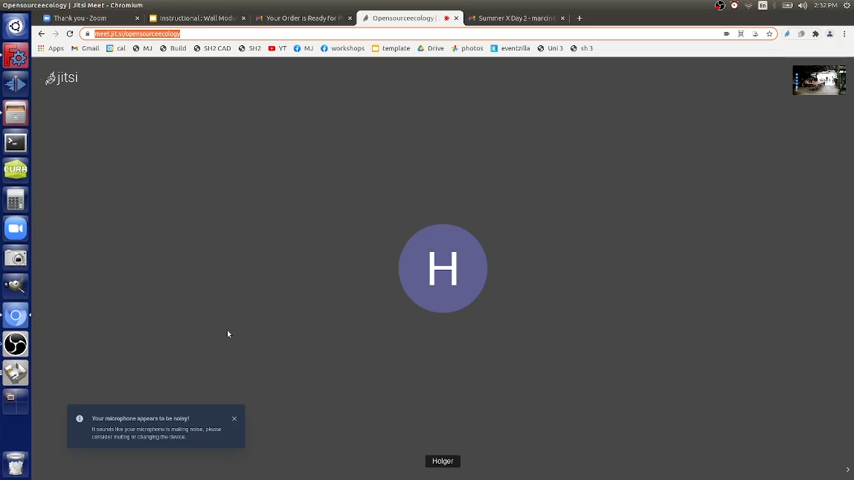 Opensourceecology | Jitsi Meet - Chromium
En
2:32 PM
Thank you - Zoom
Instructional: Wall Modu
Your Order is Ready for P
Opensourceecology |
Summer X Day 2 - marcin
meet.jit.si/opensourceecology
Apps
Gmail
cal
MJ
Build
SH2 CAD
SH2
YT
MJ
workshops
template
Drive
photos
eventzilla
Uni 3
sh 3
jitsi
CURA
H
Your microphone appears to be noisy!
It sounds like your microphone is making noise, please
consider muting or changing the device.
Holger